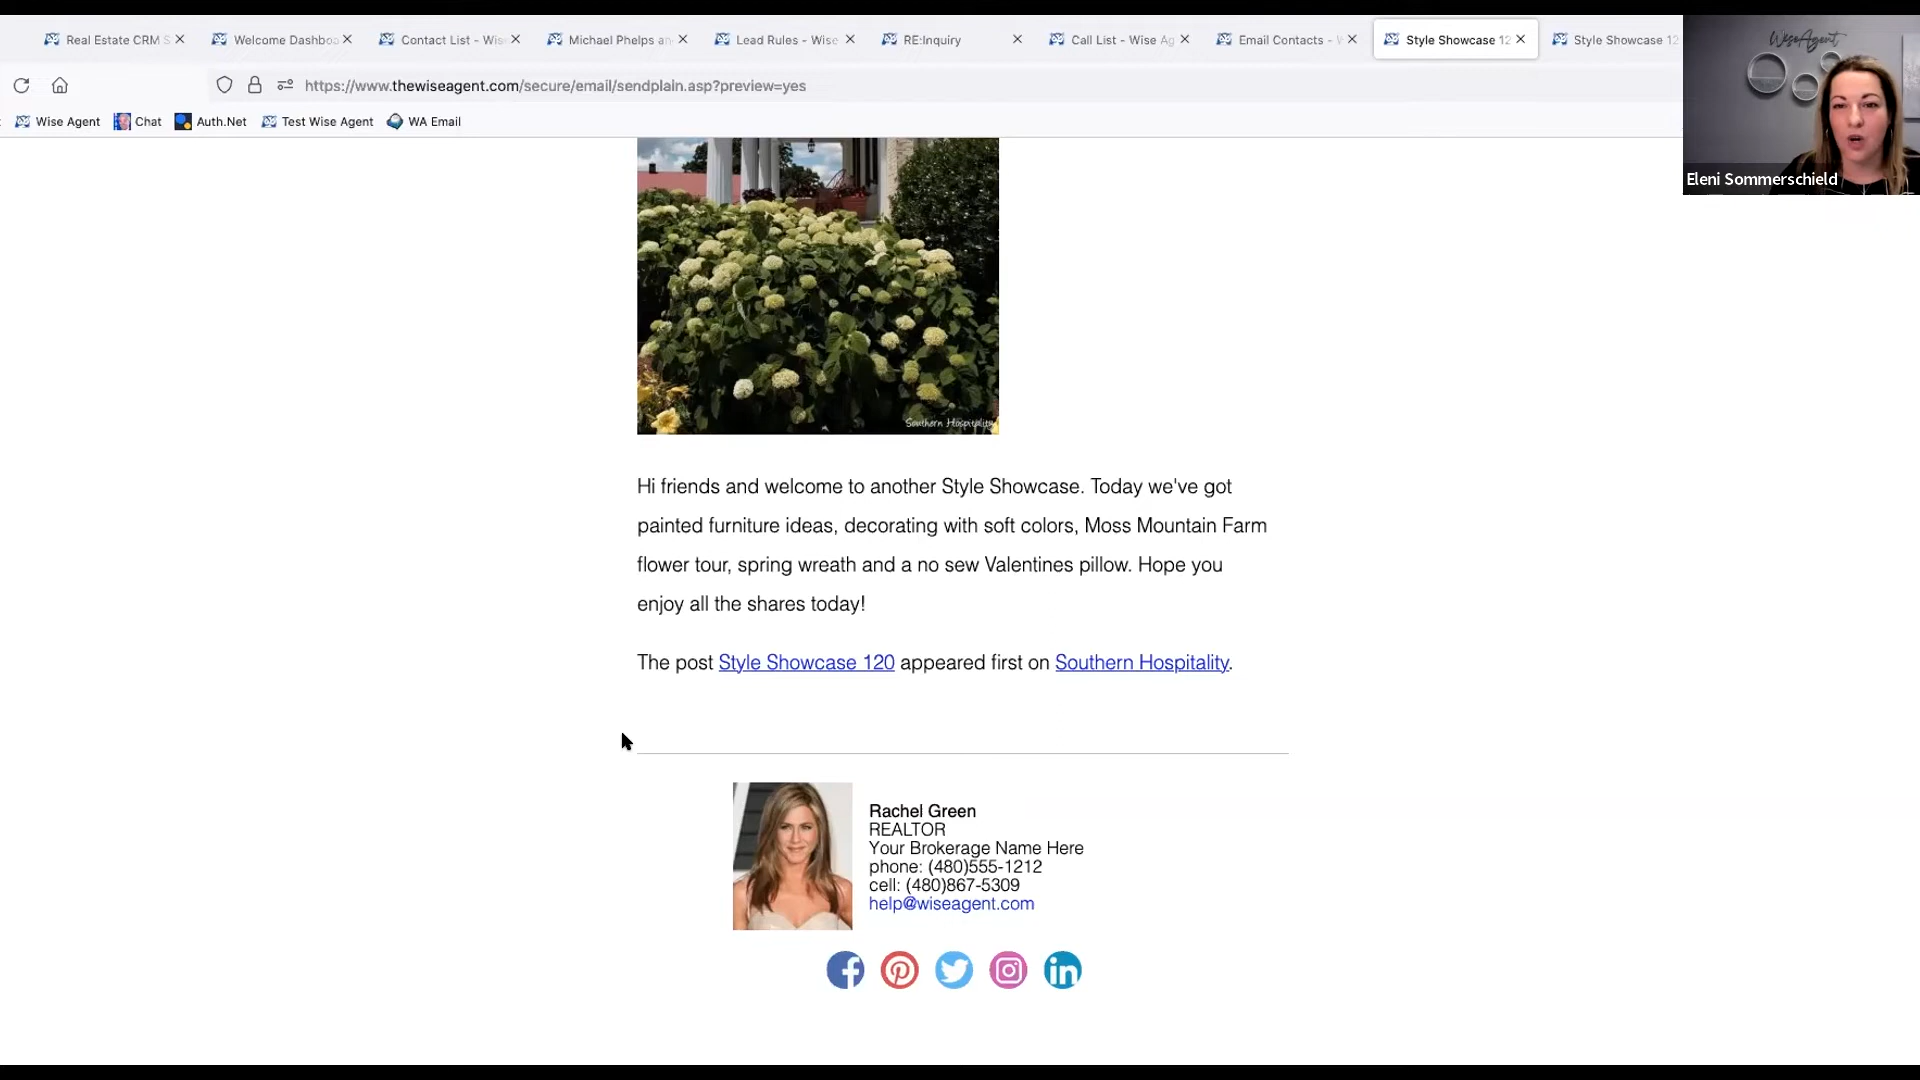 Real Estate CRM S
Welcome Dashboa
Contact List - Wise
Michael Phelps an
Lead Rules - Wise
RE:Inquiry
Call List - Wise Ag
Email Contacts - W
Style Showcase 12
Style Showcase 12
WiseAgent
https://www.thewiseagent.com/secure/email/sendplain.asp?preview=yes
Wise Agent
Chat
Auth.Net
Test Wise Agent
WA Email
Eleni Sommerschield
Southern Hospitality
Hi friends and welcome to another Style Showcase. Today we've got
painted furniture ideas, decorating with soft colors, Moss Mountain Farm
flower tour, spring wreath and a no sew Valentines pillow. Hope you
enjoy all the shares today!
The post Style Showcase 120 appeared first on Southern Hospitality.
Rachel Green
REALTOR
Your Brokerage Name Here
phone: (480)555-1212
cell: (480)867-5309
help@wiseagent.com